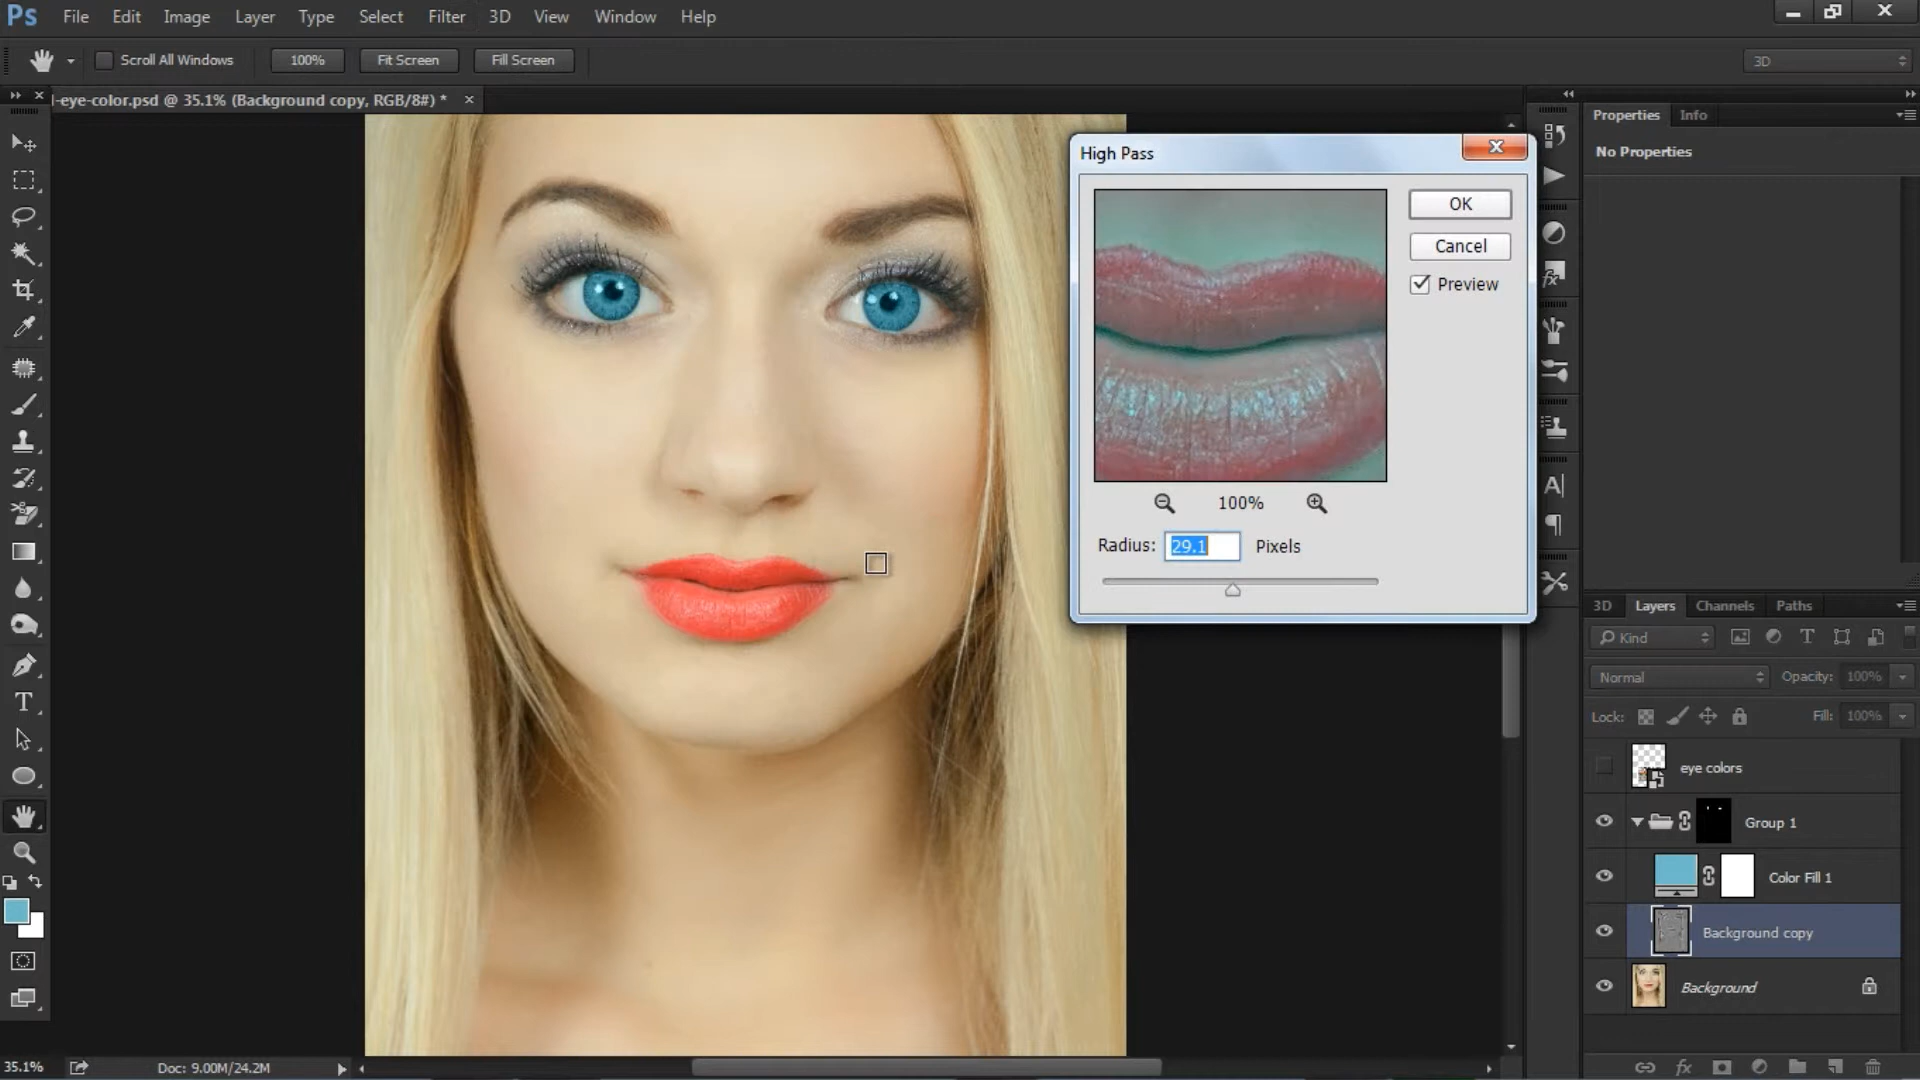 Ps File Edit Image Layer Type Select Filter 3D View Window Help
Scroll All Windows 100% Fit Screen Fill Screen 3D
l-eye-color.psd @ 35.1% (Background copy, RGB/8#) *
Properties Info
No Properties
High Pass
OK
Cancel
Preview
100%
Radius: 29.1 Pixels
3D Layers Channels Paths
Kind T
Normal Opacity: 100%
Lock: Fill: 100%
eye colors
Group 1
Color Fill 1
Background copy
Background
fx
A
T
35.1% Doc: 9.00M/24.2M
fx